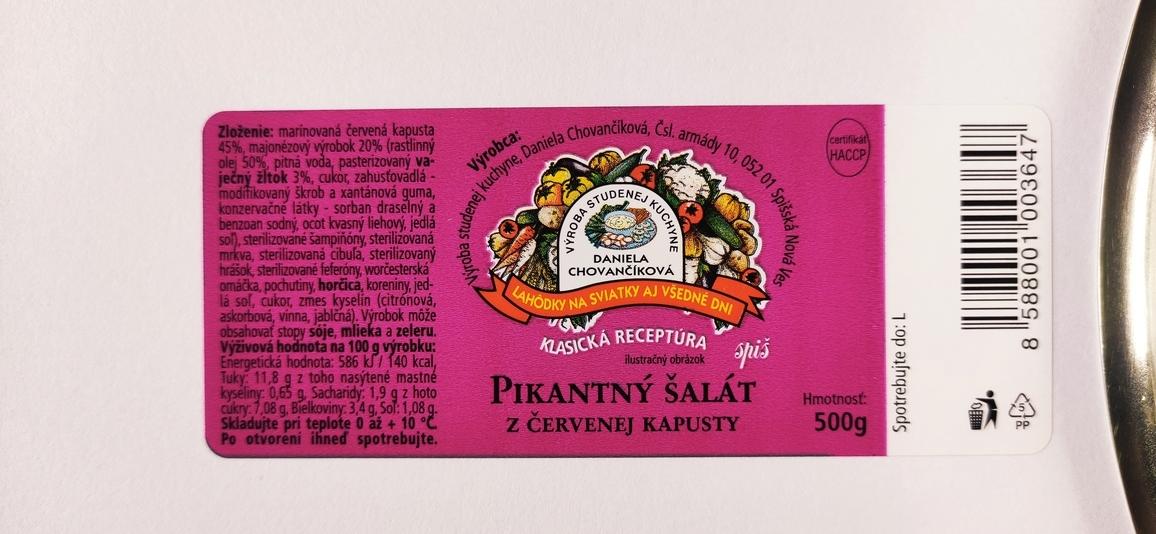 Zloženie: marinovaná červená kapusta
45%, majonézový výrobok 20% (rastlinný
olej 50%, pitná voda, pasterizovaný va-
ječný žĺtok 3%, cukor, zahusťovadlá -
modifikovaný škrob a xantánová guma,
konzervačné látky - sorban draselný a
benzoan sodný, ocot kvasný liehový, jedlá
soľ), sterilizované šampiňóny, sterilizovaná
mrkva, sterilizovaná cibuľa, sterilizovaný
hrášok, sterilizované feferóny, worčesterská
omáčka, pochutiny, horčica, koreniny, jed-
lá soľ, cukor, zmes kyselín (citrónová,
askorbová, vínna, jablčná). Výrobok môže
obsahovať stopy sóje, mlieka a zeleru.
Výživová hodnota na 100 g výrobku:
Energetická hodnota: 586 kJ / 140 kcal,
Tuky: 11,8 g z toho nasýtené mastné
kyseliny: 0,65 g, Sacharidy: 1,9 g z hoto
cukry: 7,08 g, Bielkoviny: 3,4 g, Soľ: 1,08 g.
Skladujte pri teplote 0 až + 10 °C.
Po otvorení ihneď spotrebujte.
Výrobca:
Výroba studenej kuchyne, Daniela Chovančíková, Čsl. armády 10, 052 01 Spišská Nová Ves
VÝROBA STUDENEJ KUCHYNE
DANIELA
CHOVANČÍKOVÁ
LAHÔDKY NA SVIATKY AJ VŠEDNÉ DNI
KLASICKÁ RECEPTÚRA
spiš
ilustračný obrázok
PIKANTNÝ ŠALÁT
Z ČERVENEJ KAPUSTY
certifikát
HACCP
Hmotnosť:
500g
Spotrebujte do: L
8 588001 003647
5
PP